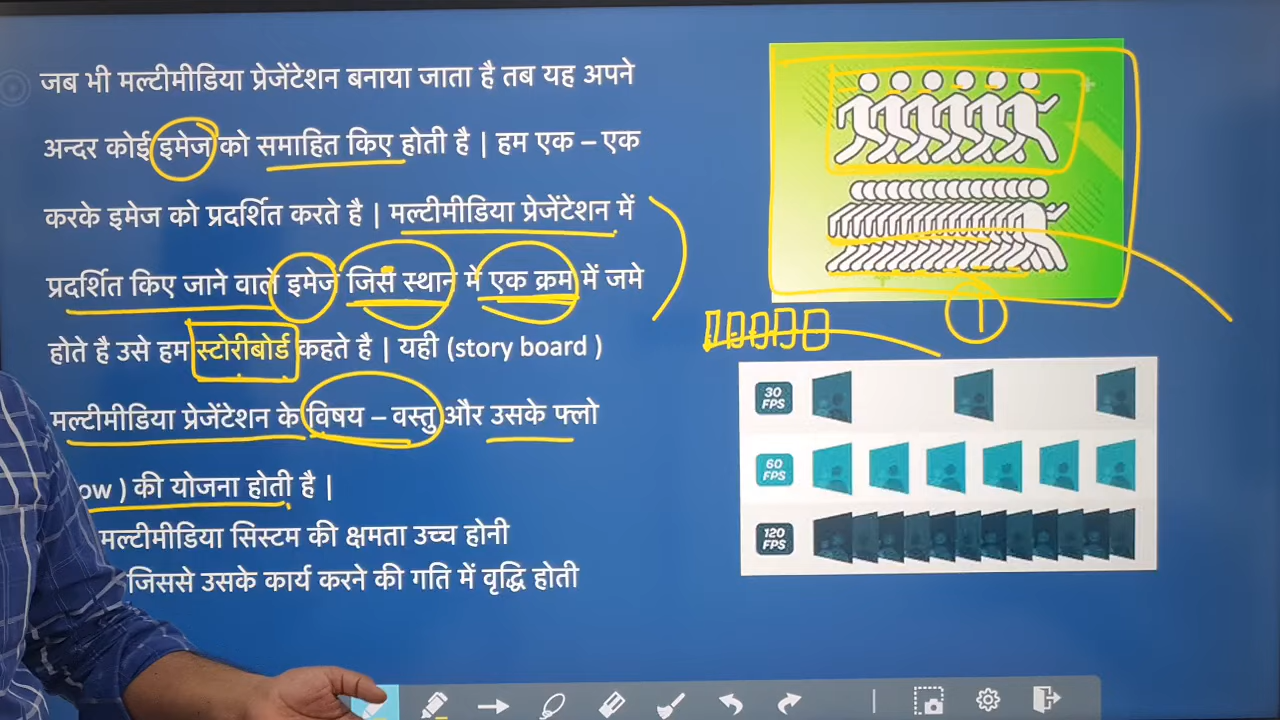 जब भी मल्टीमीडिया प्रेजेंटेशन बनाया जाता है तब यह अपने
अन्दर कोई इमेज को समाहित किए होती है | हम एक – एक
करके इमेज को प्रदर्शित करते है | मल्टीमीडिया प्रेजेंटेशन में
प्रदर्शित किए जाने वाले इमेज जिस स्थान में एक क्रम में जमे
होते है उसे हम स्टोरीबोर्ड कहते है | यही (story board )
मल्टीमीडिया प्रेजेंटेशन के विषय – वस्तु और उसके फ्लो
ow ) की योजना होती है |
मल्टीमीडिया सिस्टम की क्षमता उच्च होनी
जिससे उसके कार्य करने की गति में वृद्धि होती
1
30 FPS
60 FPS
120 FPS